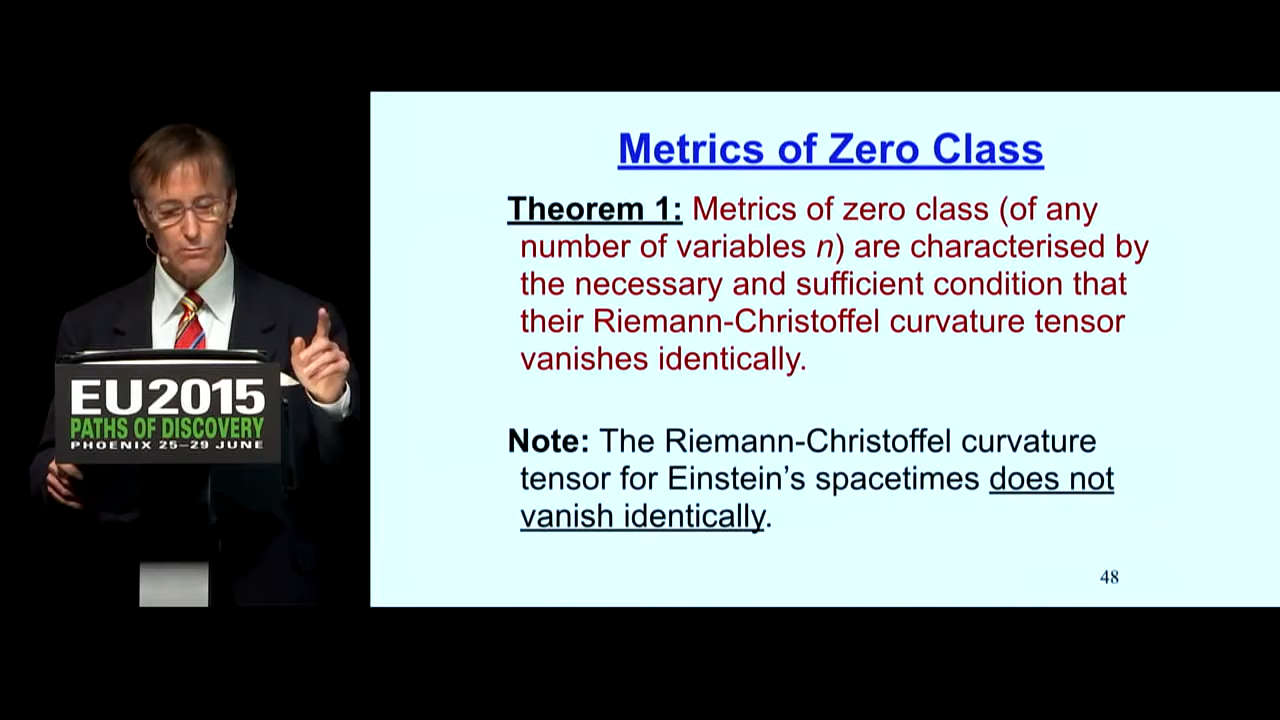 EU2015
PATHS OF DISCOVERY
PHOENIX 25–29 JUNE
Metrics of Zero Class
Theorem 1: Metrics of zero class (of any
number of variables n) are characterised by
the necessary and sufficient condition that
their Riemann-Christoffel curvature tensor
vanishes identically.
Note: The Riemann-Christoffel curvature
tensor for Einstein’s spacetimes does not
vanish identically.
48